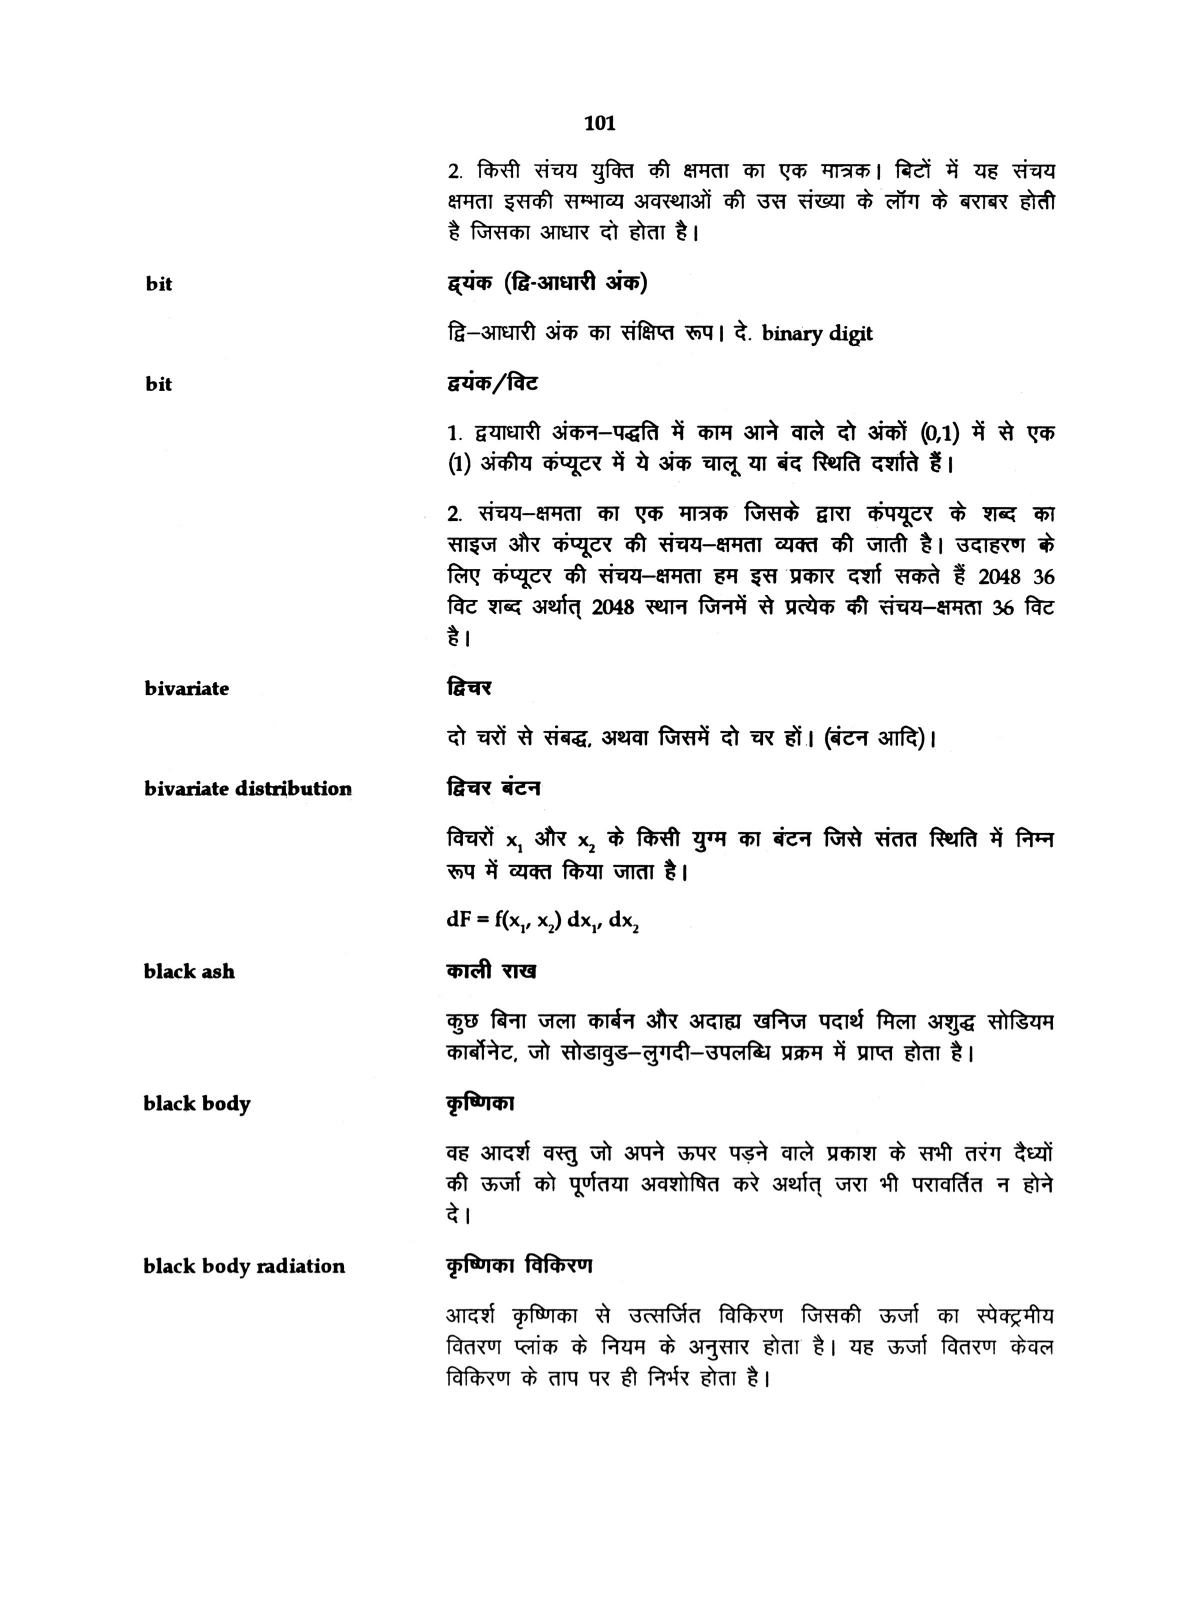 101
2. किसी संचय युक्ति की क्षमता का एक मात्रक। बिटों में यह संचय
क्षमता इसकी सम्भाव्य अवस्थाओं की उस संख्या के लॉग के बराबर होती
है जिसका आधार दो होता है।
bit द्व्यंक (द्वि-आधारी अंक)
द्वि–आधारी अंक का संक्षिप्त रूप। दे. binary digit
bit द्वयंक/विट
1. द्वयाधारी अंकन–पद्धति में काम आने वाले दो अंकों (0,1) में से एक
(1) अंकीय कंप्यूटर में ये अंक चालू या बंद स्थिति दर्शाते हैं।
2. संचय–क्षमता का एक मात्रक जिसके द्वारा कंपयूटर के शब्द का
साइज और कंप्यूटर की संचय–क्षमता व्यक्त की जाती है। उदाहरण के
लिए कंप्यूटर की संचय–क्षमता हम इस प्रकार दर्शा सकते हैं 2048 36
विट शब्द अर्थात् 2048 स्थान जिनमें से प्रत्येक की संचय–क्षमता 36 विट
है।
bivariate द्विचर
दो चरों से संबद्ध, अथवा जिसमें दो चर हों। (बंटन आदि)।
bivariate distribution द्विचर बंटन
विचरों x₁ और x₂ के किसी युग्म का बंटन जिसे संतत स्थिति में निम्न
रूप में व्यक्त किया जाता है।
dF = f(x₁, x₂) dx₁, dx₂
black ash काली राख
कुछ बिना जला कार्बन और अदाह्य खनिज पदार्थ मिला अशुद्ध सोडियम
कार्बोनेट, जो सोडावुड–लुगदी–उपलब्धि प्रक्रम में प्राप्त होता है।
black body कृष्णिका
वह आदर्श वस्तु जो अपने ऊपर पड़ने वाले प्रकाश के सभी तरंग दैध्यों
की ऊर्जा को पूर्णतया अवशोषित करे अर्थात् जरा भी परावर्तित न होने
दे।
black body radiation कृष्णिका विकिरण
आदर्श कृष्णिका से उत्सर्जित विकिरण जिसकी ऊर्जा का स्पेक्ट्रमीय
वितरण प्लांक के नियम के अनुसार होता है। यह ऊर्जा वितरण केवल
विकिरण के ताप पर ही निर्भर होता है।